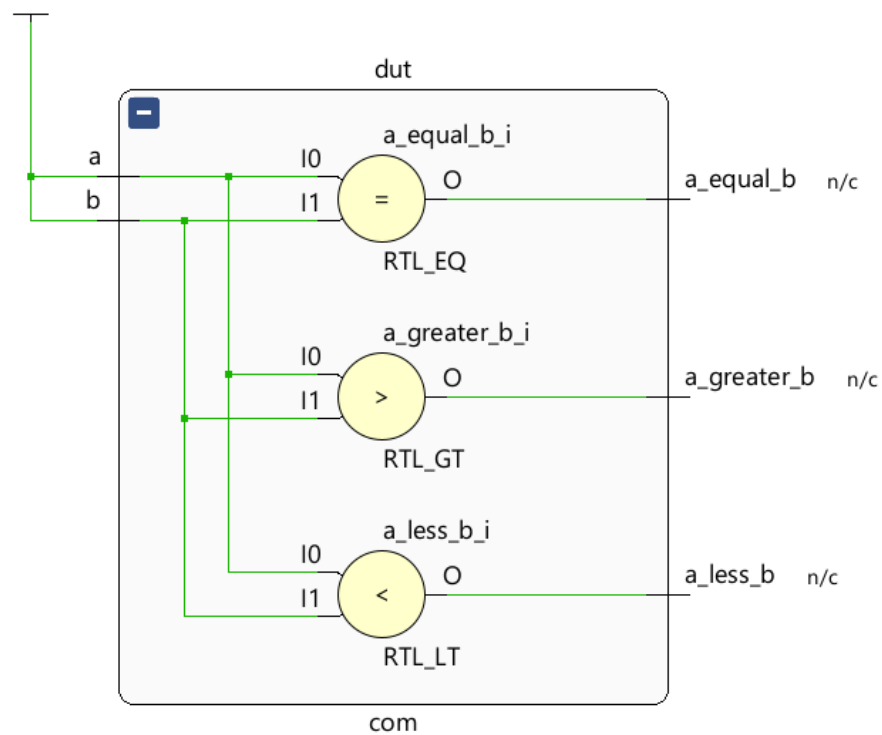 dut
a_equal_b_i
a
I0
O
a_equal_b n/c
b
I1
=
RTL_EQ
a_greater_b_i
I0
O
a_greater_b n/c
I1
>
RTL_GT
a_less_b_i
I0
O
a_less_b n/c
I1
<
RTL_LT
com